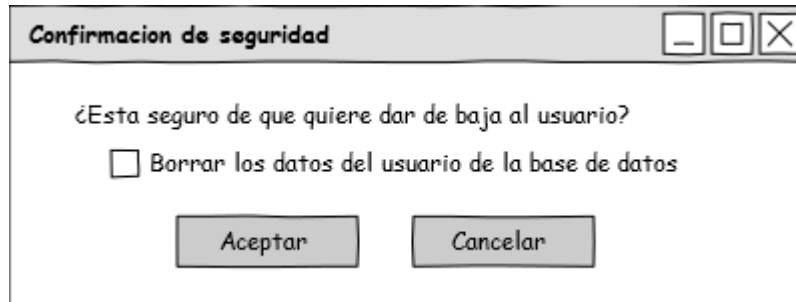 Confirmacion de seguridad
¿Esta seguro de que quiere dar de baja al usuario?
Borrar los datos del usuario de la base de datos
Aceptar Cancelar